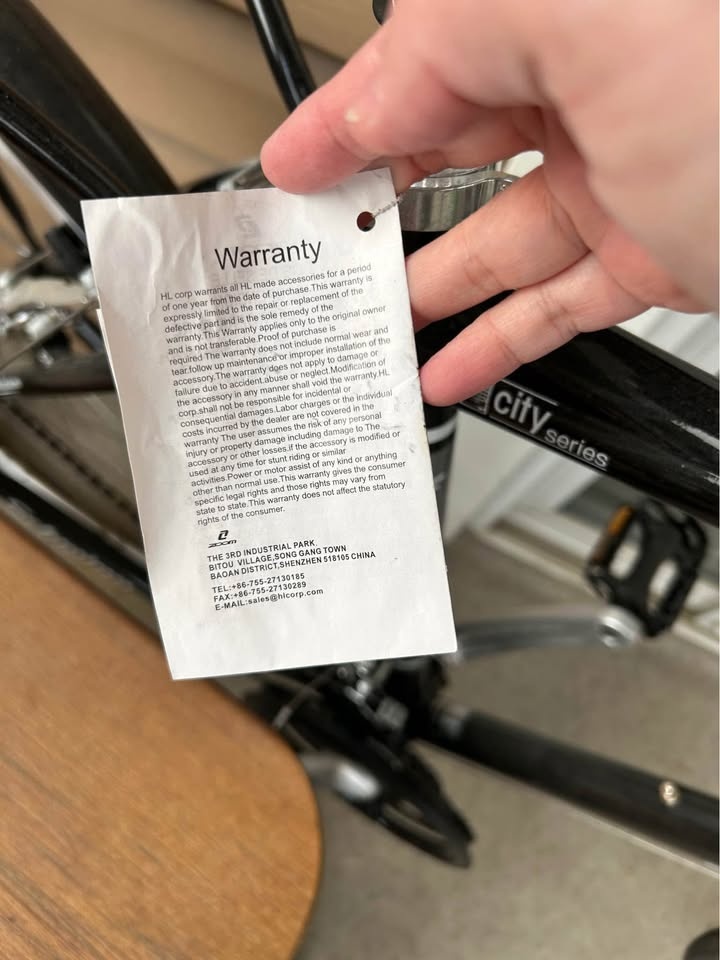 Warranty
HL corp warrants all HL made accessories for a period
of one year from the date of purchase.This warranty is
expressly limited to the repair or replacement of the
defective part and is the sole remedy of the
warranty.This Warranty applies only to the original owner
and is not transferable.Proof of purchase is
required.The warranty does not include normal wear and
tear.follow up maintenance or improper installation of the
accessory.The warranty does not apply to damage or
failure due to accident.abuse or neglect.Modification of
the accessory in any manner shall void the warranty.HL
corp.shall not be responsible for incidental or
consequential damages.Labor charges or the individual
costs incurred by the dealer are not covered in the
warranty The user assumes the risk of any personal
injury or property damage including damage to The
accessory or other losses.if the accessory is modified or
used at any time for stunt.riding or similar
activities.Power or motor assist of any kind or anything
other than normal use.This warranty gives the consumer
specific legal rights and those rights may vary from
state to state.This warranty does not affect the statutory
rights of the consumer.
ZOOM
THE 3RD INDUSTRIAL PARK.
BITOU VILLAGE,SONG GANG TOWN
BAOAN DISTRICT,SHENZHEN 518105 CHINA
TEL:+86-755-27130185
FAX:+86-755-27130289
E-MAIL:sales@hlcorp.com
city
series